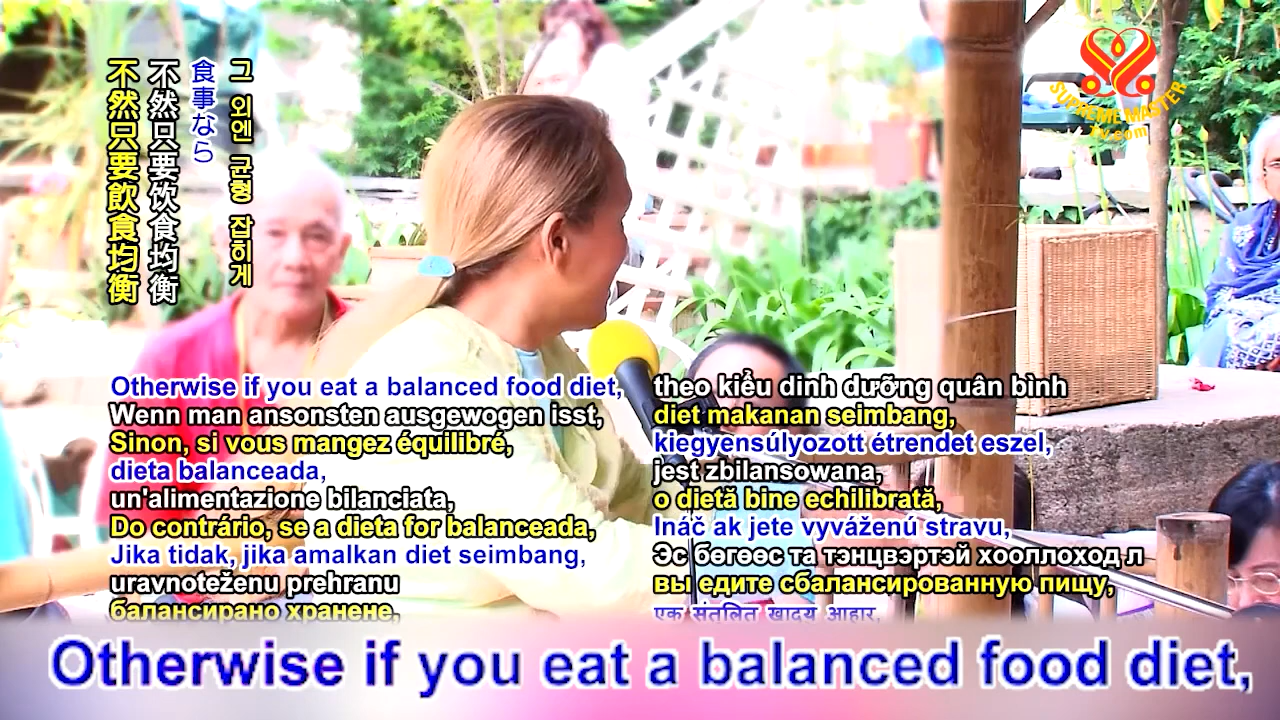 不然只要飲食均衡
不然只要饮食均衡
食事なら
그 외엔 균형 잡히게
SUPREME MASTER
TV.com
Otherwise if you eat a balanced food diet,
Wenn man ansonsten ausgewogen isst,
Sinon, si vous mangez équilibré,
dieta balanceada,
un'alimentazione bilanciata,
Do contrário, se a dieta for balanceada,
Jika tidak, jika amalkan diet seimbang,
uravnoteženu prehranu
балансирано хранене,
theo kiểu dinh dưỡng quân bình
diet makanan seimbang,
kiegyensúlyozott étrendet eszel,
jest zbilansowana,
o dietă bine echilibrată,
Ináč ak jete vyváženú stravu,
Эс бөгөөс та тэнцвэртэй хооллоход л
вы едите сбалансированную пищу,
एक संतुलित खाद्य आहार,
Otherwise if you eat a balanced food diet,